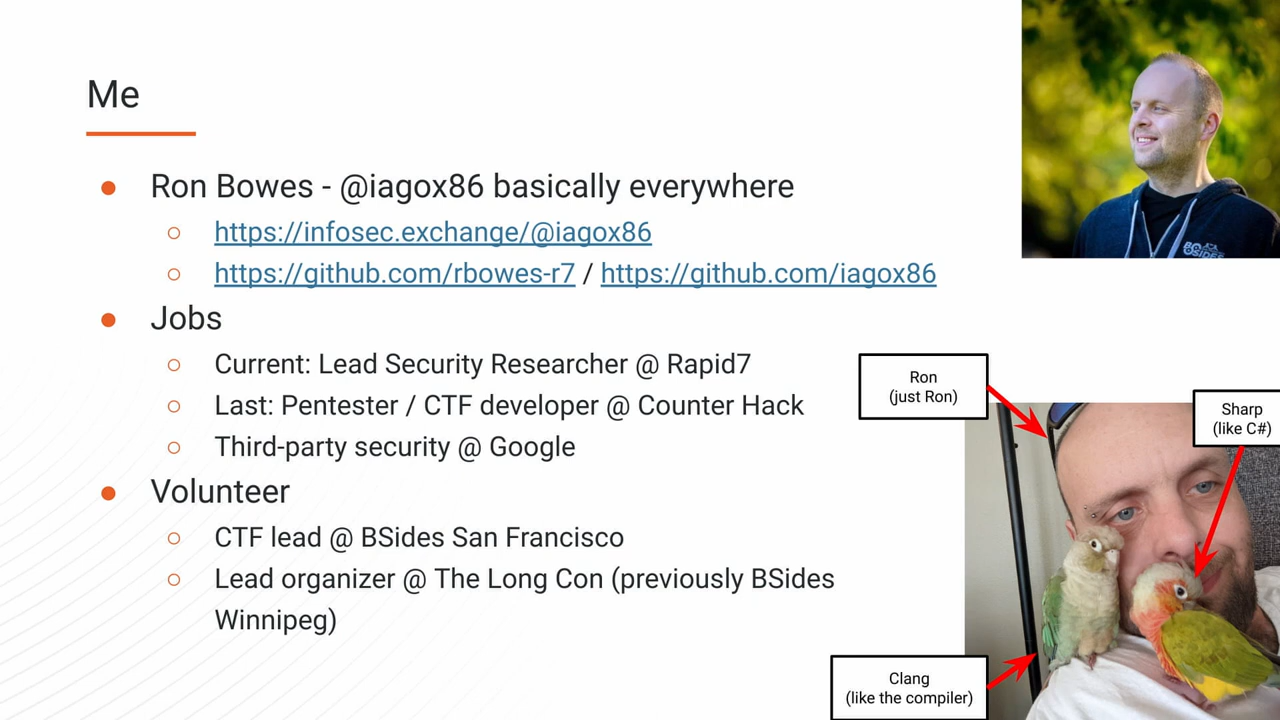 Me
Ron Bowes - @iagox86 basically everywhere
https://infosec.exchange/@iagox86
https://github.com/rbowes-r7 / https://github.com/iagox86
Jobs
Current: Lead Security Researcher @ Rapid7
Last: Pentester / CTF developer @ Counter Hack
Third-party security @ Google
Volunteer
CTF lead @ BSides San Francisco
Lead organizer @ The Long Con (previously BSides
Winnipeg)
BSIDES
Ron
(just Ron)
Sharp
(like C#)
Clang
(like the compiler)